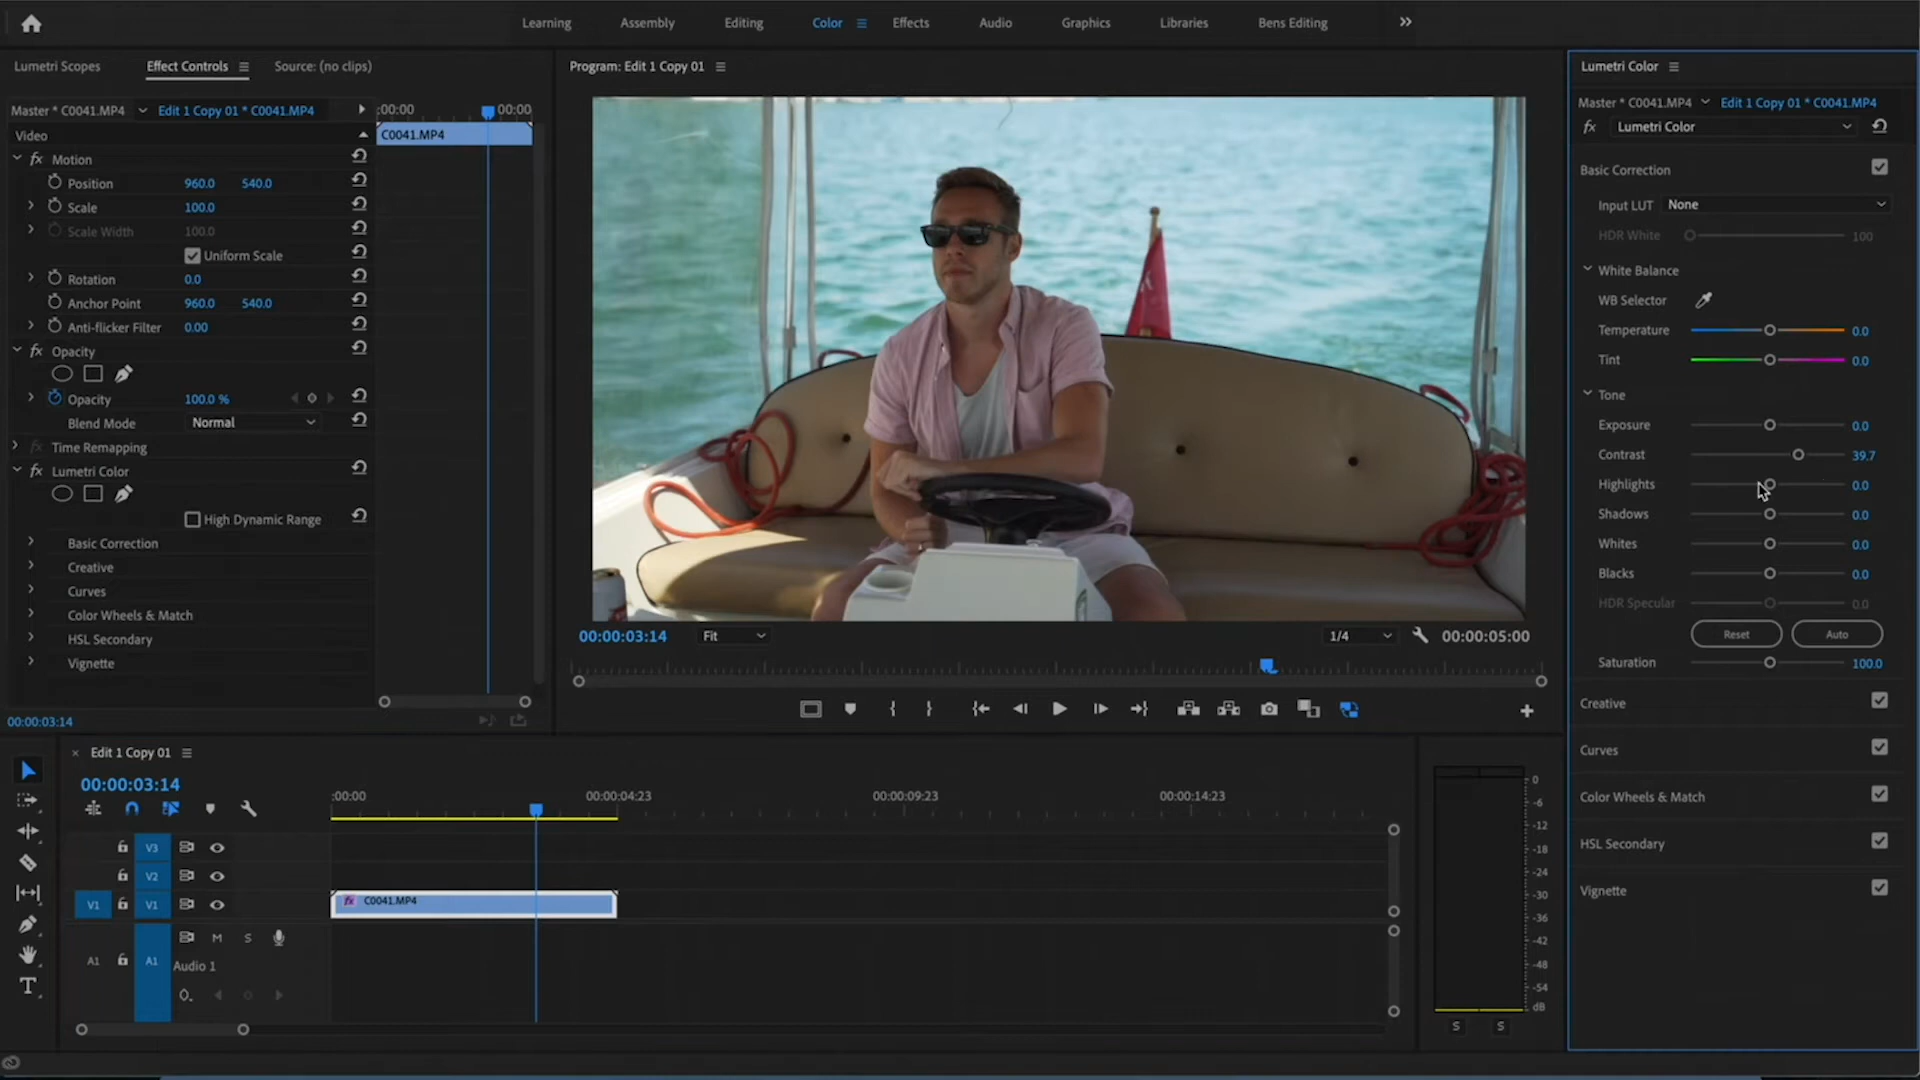 Learning Assembly Editing Color Effects Audio Graphics Libraries Bens Editing
Lumetri Scopes Effect Controls Source: (no clips)
Master * C0041.MP4 Edit 1 Copy 01 * C0041.MP4
:00:00 00:00
C0041.MP4
Video
fx Motion
Position 960.0 540.0
Scale 100.0
Scale Width 100.0
Uniform Scale
Rotation 0.0
Anchor Point 960.0 540.0
Anti-flicker Filter 0.00
fx Opacity
Opacity 100.0 %
Blend Mode Normal
fx Time Remapping
fx Lumetri Color
High Dynamic Range
Basic Correction
Creative
Curves
Color Wheels & Match
HSL Secondary
Vignette
00:00:03:14
Program: Edit 1 Copy 01
00:00:03:14 Fit 1/4 00:00:05:00
Lumetri Color
Master * C0041.MP4 Edit 1 Copy 01 * C0041.MP4
fx Lumetri Color
Basic Correction
Input LUT None
HDR White 100
White Balance
WB Selector
Temperature 0.0
Tint 0.0
Tone
Exposure 0.0
Contrast 39.7
Highlights 0.0
Shadows 0.0
Whites 0.0
Blacks 0.0
HDR Specular 0.0
Reset Auto
Saturation 100.0
Creative
Curves
Color Wheels & Match
HSL Secondary
Vignette
× Edit 1 Copy 01
00:00:03:14
:00:00 00:00:04:23 00:00:09:23 00:00:14:23
V3
V2
V1 V1 fx C0041.MP4
M S
A1 A1 Audio 1
T
0
-6
-12
-18
-24
-30
-36
-42
-48
-54
dB
S S